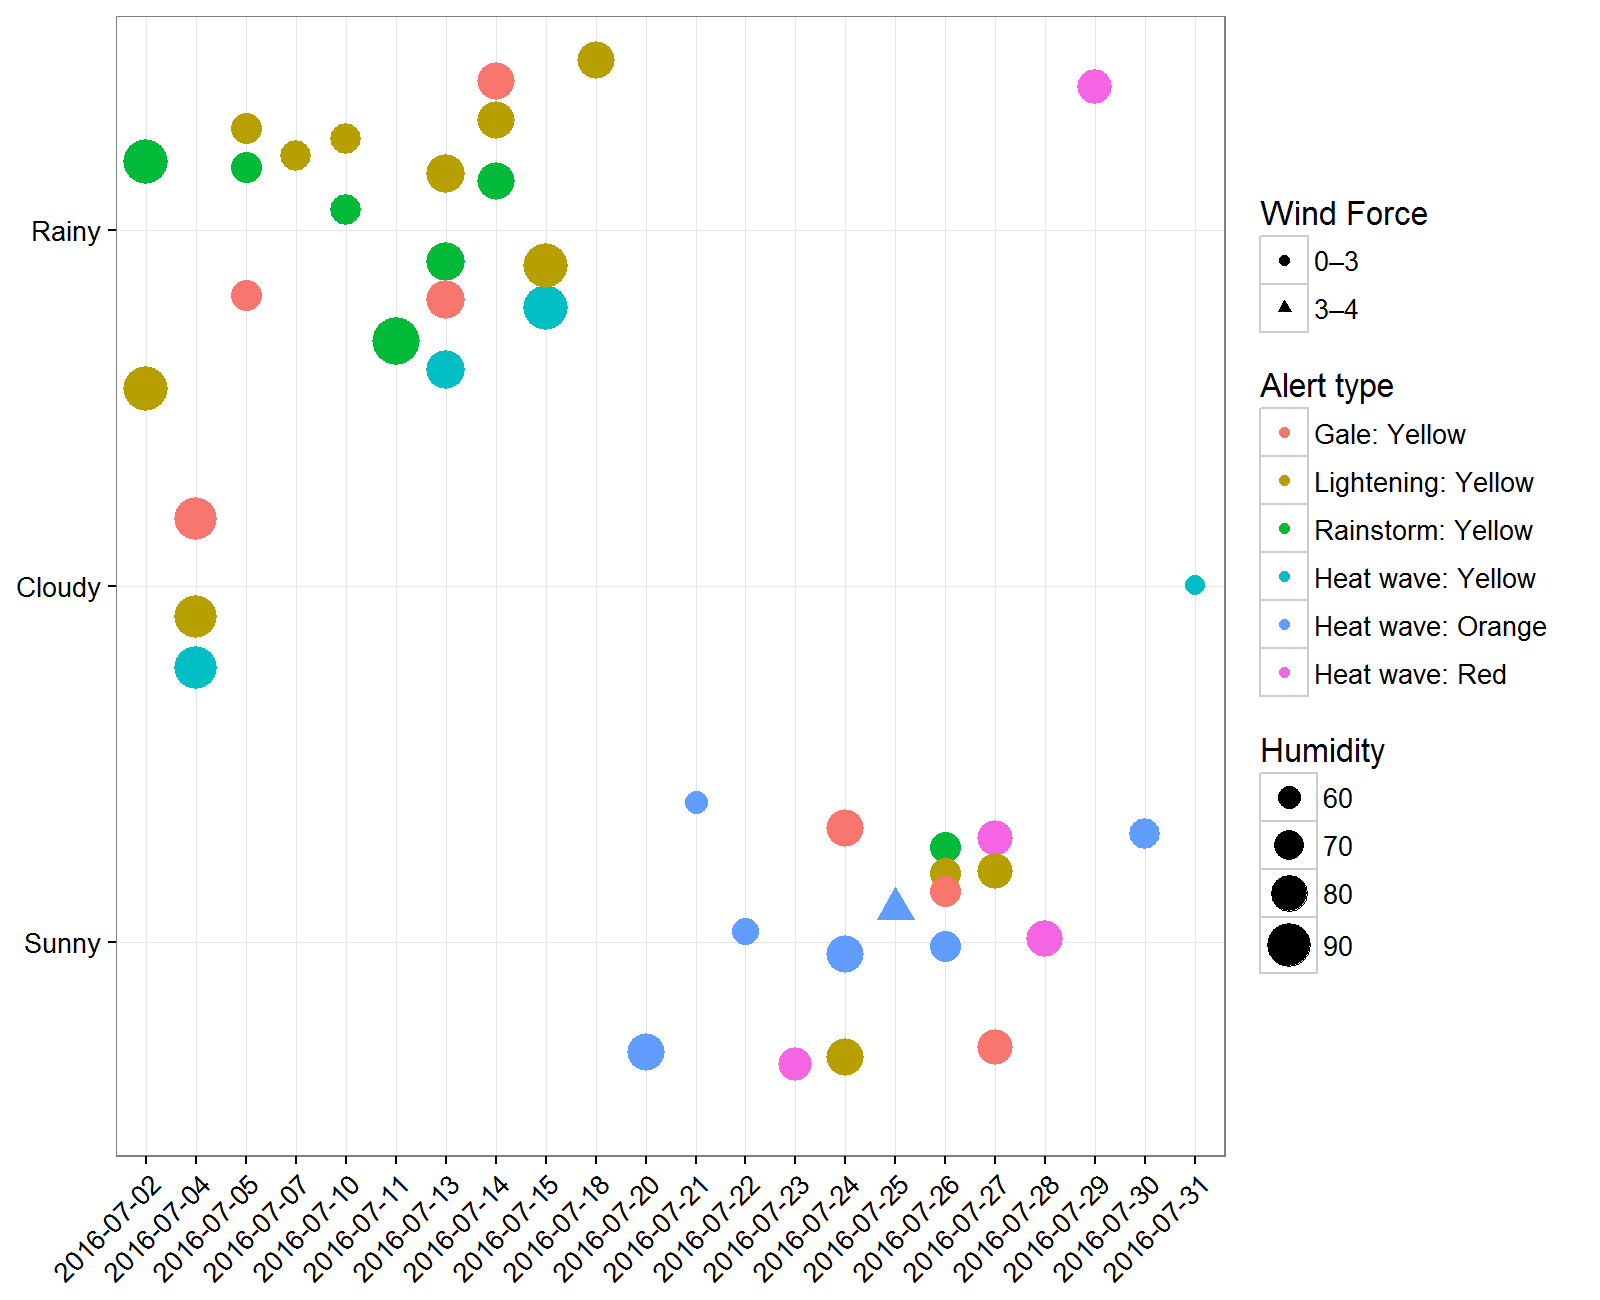 Rainy
Cloudy
Sunny
2016-07-02
2016-07-04
2016-07-05
2016-07-07
2016-07-10
2016-07-11
2016-07-13
2016-07-14
2016-07-15
2016-07-18
2016-07-20
2016-07-21
2016-07-22
2016-07-23
2016-07-24
2016-07-25
2016-07-26
2016-07-27
2016-07-28
2016-07-29
2016-07-30
2016-07-31
Wind Force
0–3
3–4
Alert type
Gale: Yellow
Lightening: Yellow
Rainstorm: Yellow
Heat wave: Yellow
Heat wave: Orange
Heat wave: Red
Humidity
60
70
80
90